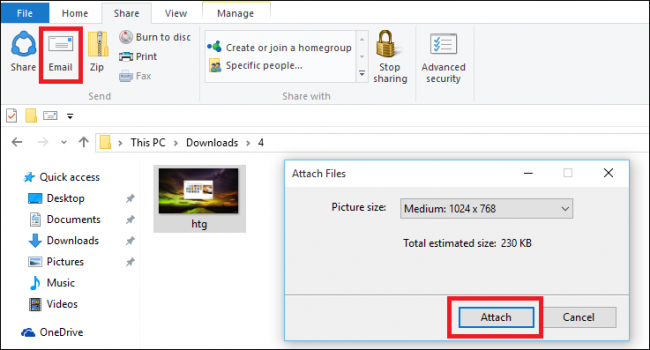 File Home Share View Manage
Share
Email
Zip
Burn to disc
Print
Fax
Send
Create or join a homegroup
Specific people...
Share with
Stop sharing
Advanced security
This PC > Downloads > 4
Quick access
Desktop
Documents
Downloads
Pictures
Music
Videos
OneDrive
htg
Attach Files
Picture size: Medium: 1024 x 768
Total estimated size: 230 KB
Attach Cancel